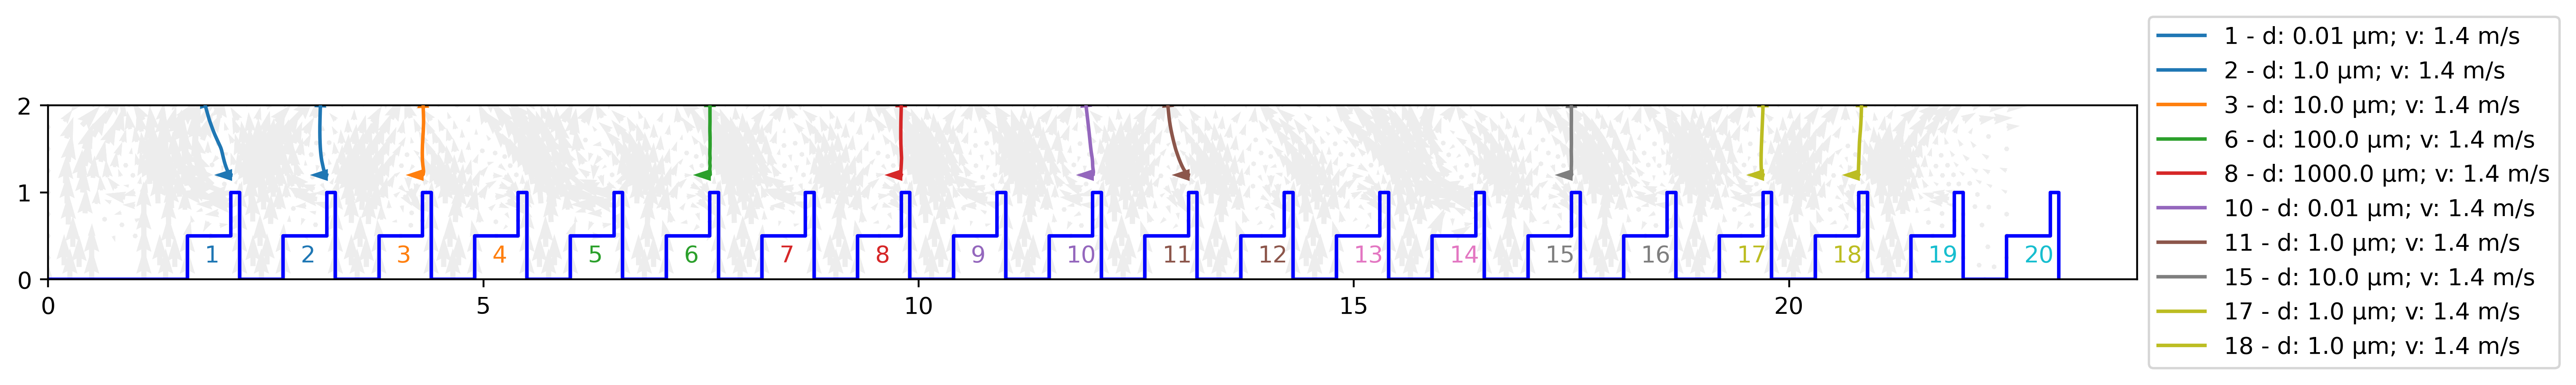 2
1
0
1 2 3 4 5 6 7 8 9 10 11 12 13 14 15 16 17 18 19 20
0 5 10 15 20
1 - d: 0.01 µm; v: 1.4 m/s
2 - d: 1.0 µm; v: 1.4 m/s
3 - d: 10.0 µm; v: 1.4 m/s
6 - d: 100.0 µm; v: 1.4 m/s
8 - d: 1000.0 µm; v: 1.4 m/s
10 - d: 0.01 µm; v: 1.4 m/s
11 - d: 1.0 µm; v: 1.4 m/s
15 - d: 10.0 µm; v: 1.4 m/s
17 - d: 1.0 µm; v: 1.4 m/s
18 - d: 1.0 µm; v: 1.4 m/s